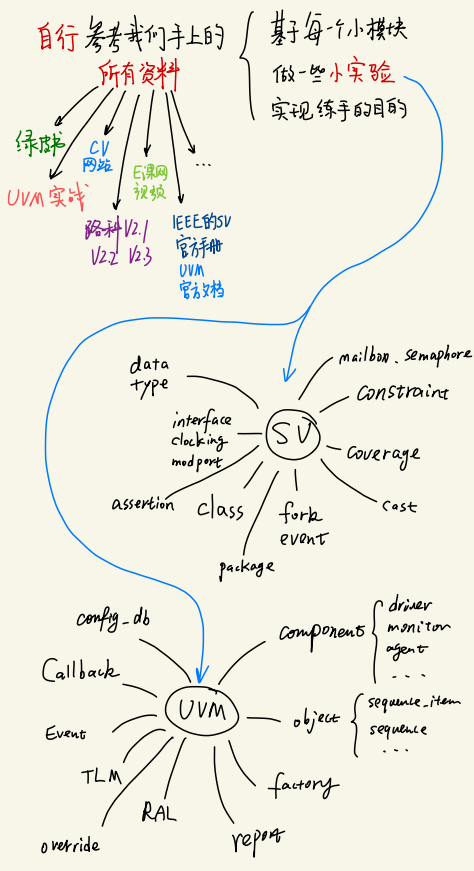 自行参考我们手上的
所有资料
基于每一个小模块
做一些小实验
实现练手的目的
绿皮书
CV
网站
E课网
视频
...
UVM实战
路科V2.1
V2.2 V2.3
IEEE的SV
官方手册
UVM
官方文档
data
type
mailbox、semaphore
constraint
interface
clocking
modport
SV
coverage
assertion
class
fork
event
cast
package
config_db
component
driver
monitor
agent
...
Callback
UVM
object
sequence_item
sequence
...
Event
TLM
RAL
factory
override
report